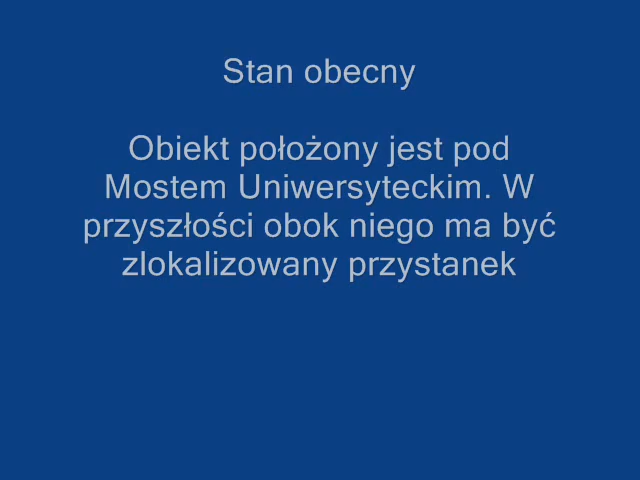 Stan obecny
Obiekt położony jest pod
Mostem Uniwersyteckim. W
przyszłości obok niego ma być
zlokalizowany przystanek